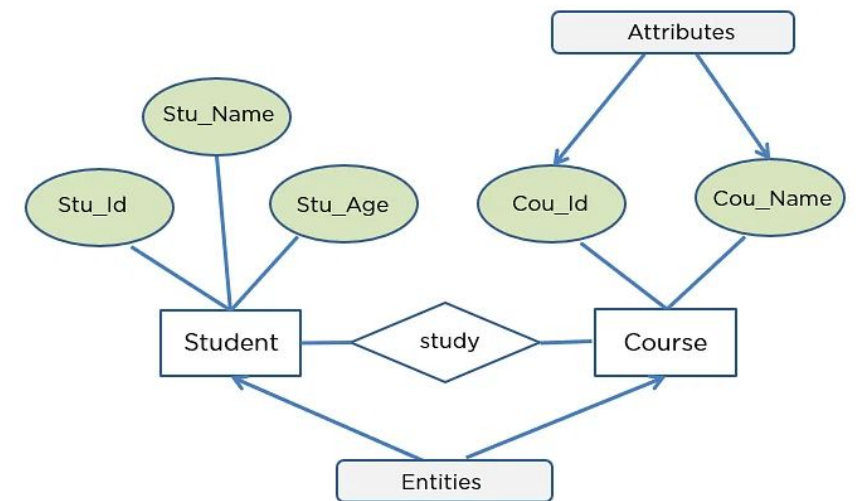 Attributes
Stu_Name
Stu_Id
Stu_Age
Cou_Id
Cou_Name
Student
study
Course
Entities